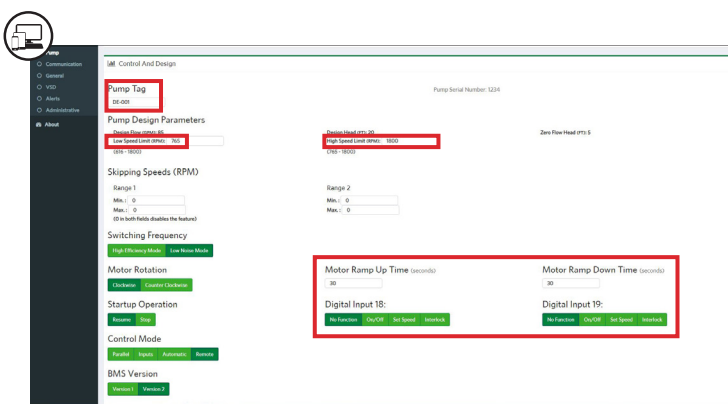 Pump
Communication
General
VSD
Alerts
Administrative
About
Control And Design
Pump Tag
Pump Serial Number: 1234
DE-001
Pump Design Parameters
Design Flow (GPM): 85
Design Head (FT): 20
Zero Flow Head (FT): 5
Low Speed Limit (RPM): 765
High Speed Limit (RPM): 1800
(616 - 1800)
(765 - 1800)
Skipping Speeds (RPM)
Range 1
Range 2
Min. : 0
Min. : 0
Max. : 0
Max. : 0
(0 in both fields disables the feature)
Switching Frequency
High Efficiency Mode Low Noise Mode
Motor Rotation
Motor Ramp Up Time (seconds)
Motor Ramp Down Time (seconds)
Clockwise Counter Clockwise
30
30
Startup Operation
Digital Input 18:
Digital Input 19:
Resume Stop
No Function On/Off Set Speed Interlock
No Function On/Off Set Speed Interlock
Control Mode
Parallel Inputs Automatic Remote
BMS Version
Version 1 Version 2